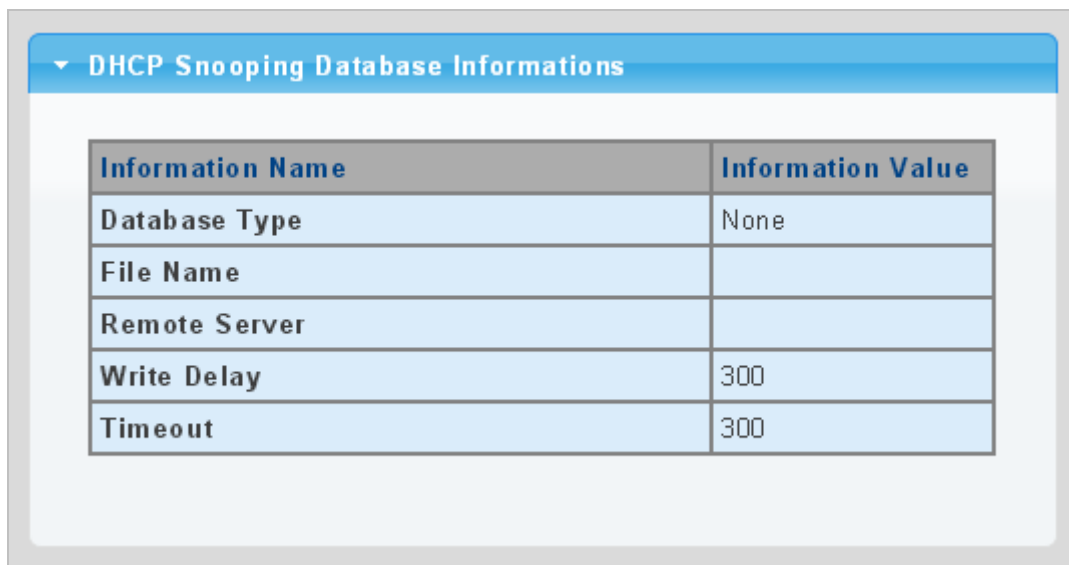 DHCP Snooping Database Informations
Information Name Information Value
Database Type None
File Name
Remote Server
Write Delay 300
Timeout 300